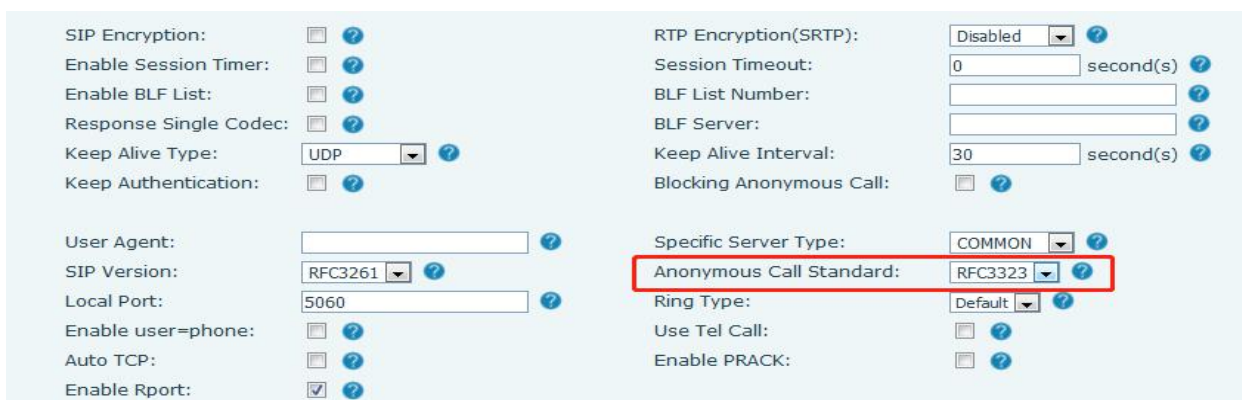 SIP Encryption: ? RTP Encryption(SRTP): Disabled ?
Enable Session Timer: ? Session Timeout: 0 second(s) ?
Enable BLF List: ? BLF List Number: ?
Response Single Codec: ? BLF Server: ?
Keep Alive Type: UDP ? Keep Alive Interval: 30 second(s) ?
Keep Authentication: ? Blocking Anonymous Call: ?
User Agent: ? Specific Server Type: COMMON ?
SIP Version: RFC3261 ? Anonymous Call Standard: RFC3323 ?
Local Port: 5060 ? Ring Type: Default ?
Enable user=phone: ? Use Tel Call: ?
Auto TCP: ? Enable PRACK: ?
Enable Rport: ?